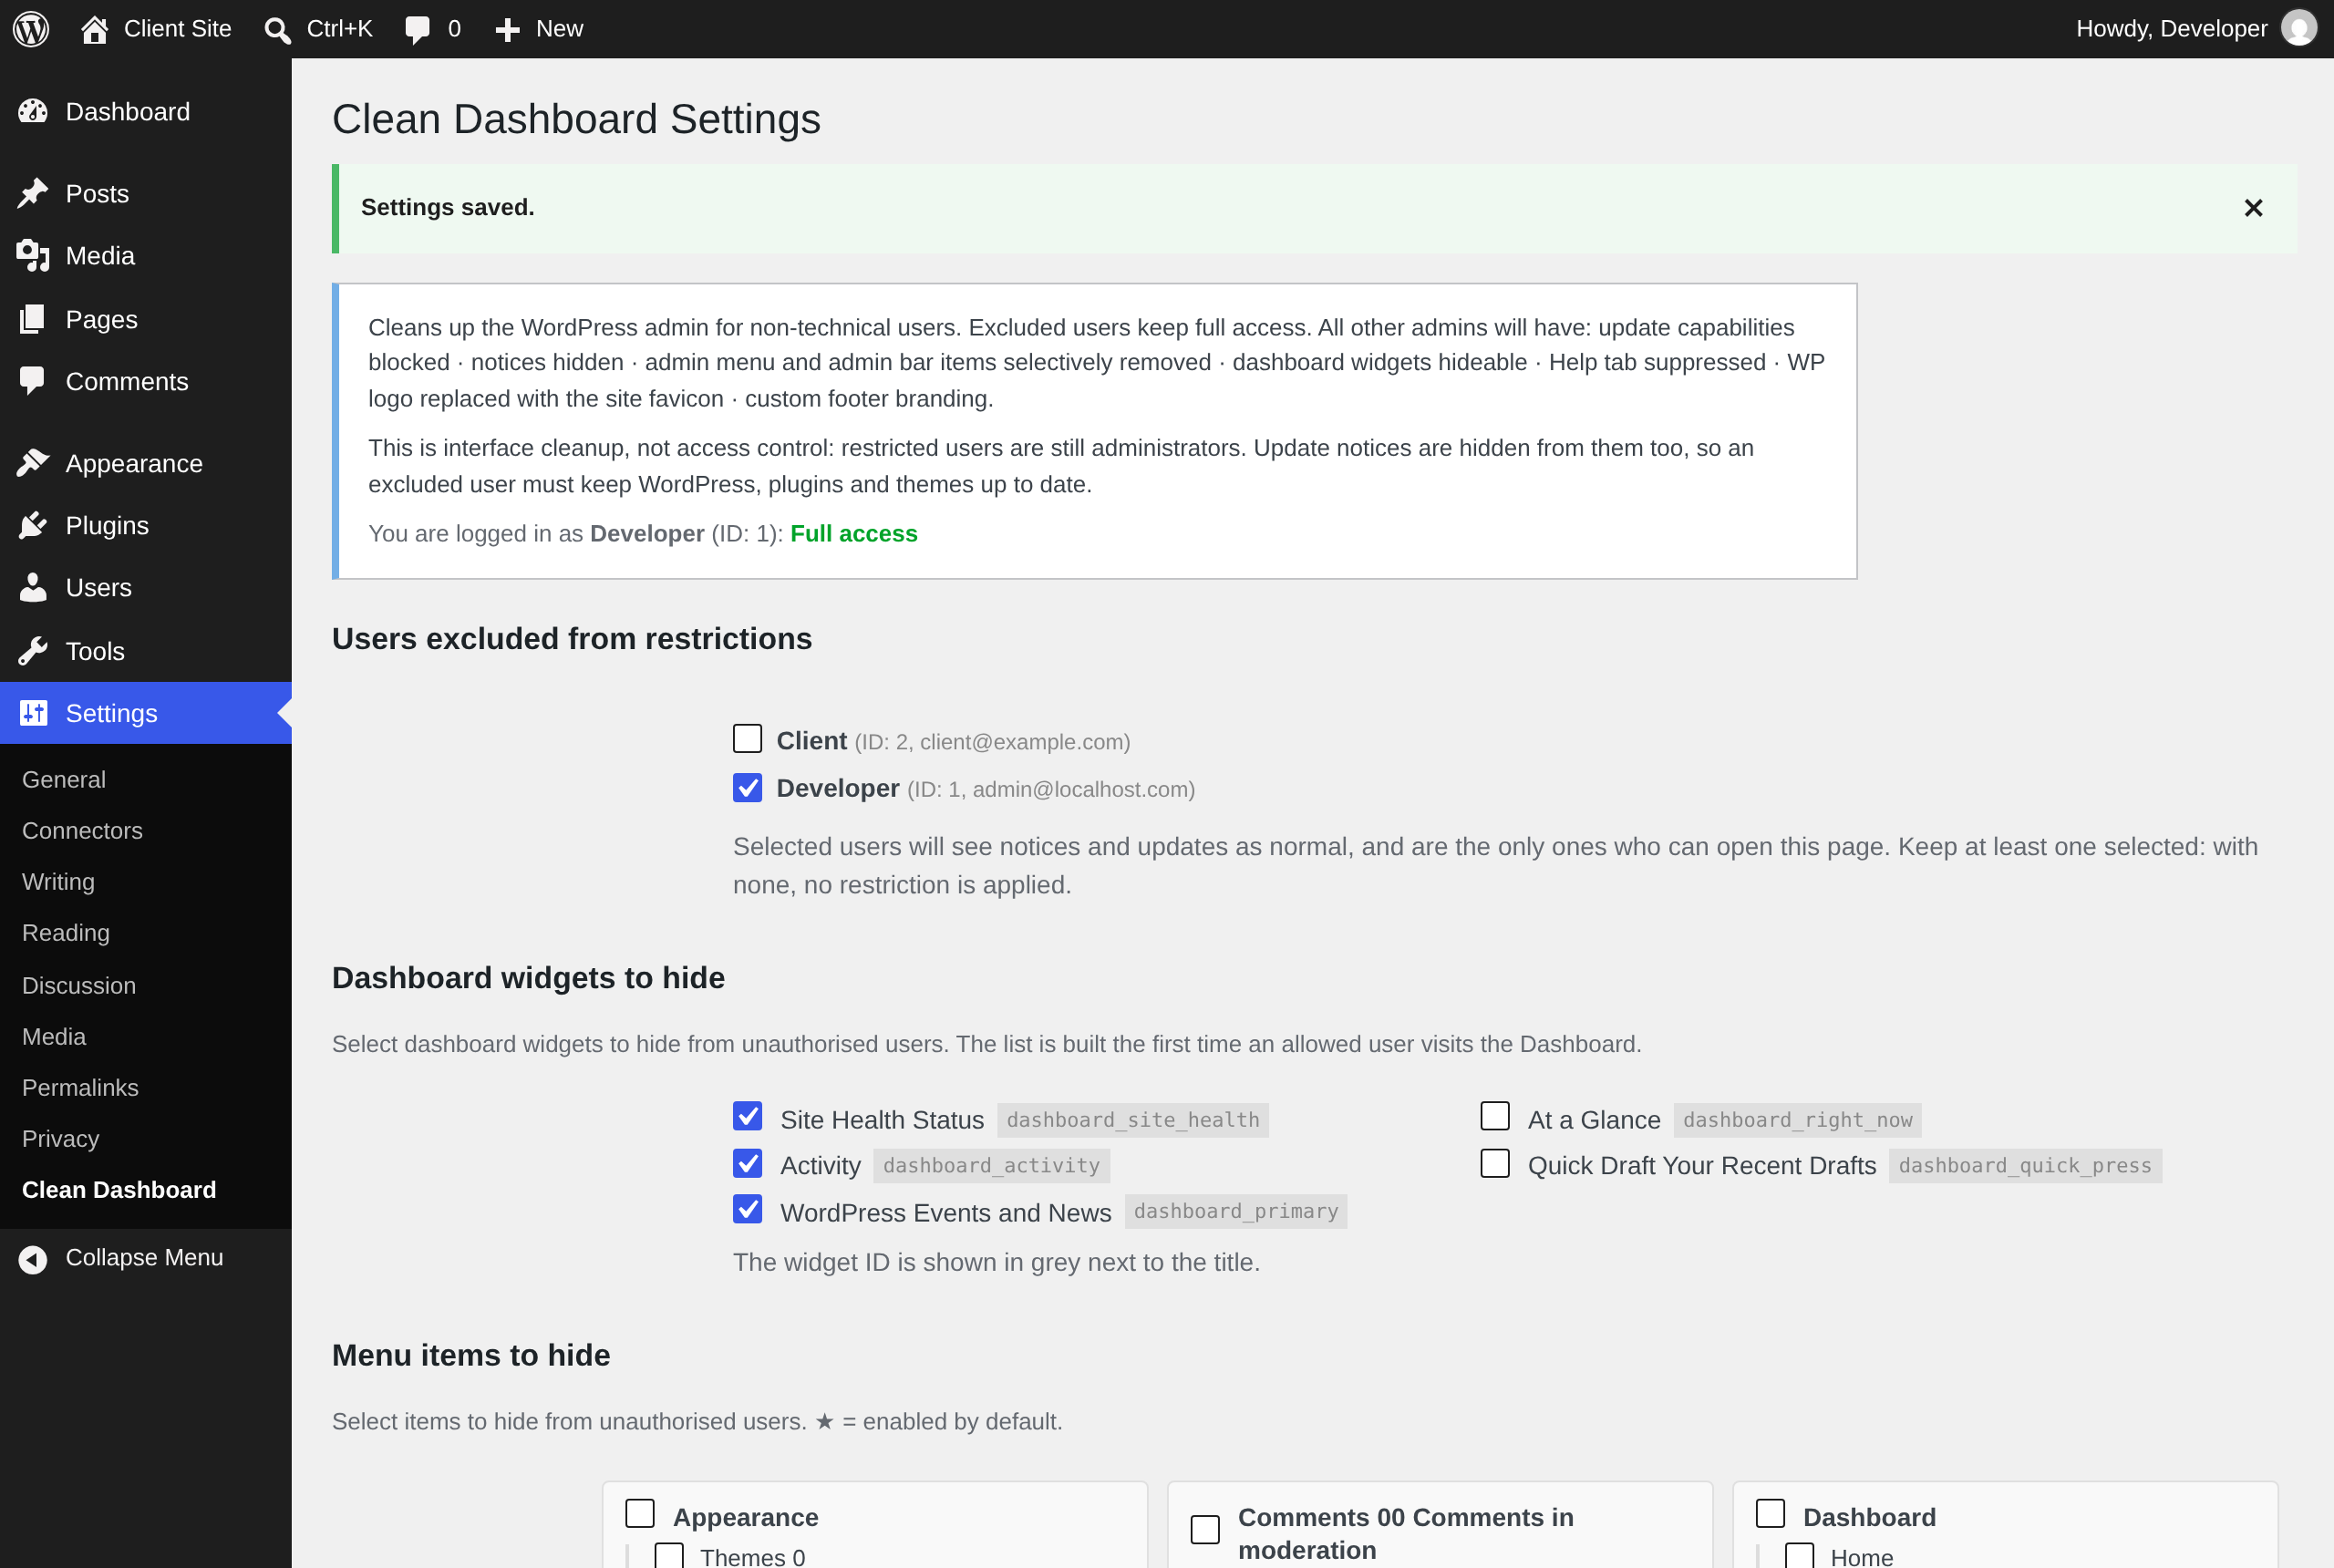 Client Site
Ctrl+K
0
New
Howdy, Developer
Dashboard
Posts
Media
Pages
Comments
Appearance
Plugins
Users
Tools
Settings
General
Connectors
Writing
Reading
Discussion
Media
Permalinks
Privacy
Clean Dashboard
Collapse Menu
Clean Dashboard Settings
Settings saved.
Cleans up the WordPress admin for non-technical users. Excluded users keep full access. All other admins will have: update capabilities
blocked · notices hidden · admin menu and admin bar items selectively removed · dashboard widgets hideable · Help tab suppressed · WP
logo replaced with the site favicon · custom footer branding.
This is interface cleanup, not access control: restricted users are still administrators. Update notices are hidden from them too, so an
excluded user must keep WordPress, plugins and themes up to date.
You are logged in as Developer (ID: 1): Full access
Users excluded from restrictions
Client (ID: 2, client@example.com)
Developer (ID: 1, admin@localhost.com)
Selected users will see notices and updates as normal, and are the only ones who can open this page. Keep at least one selected: with
none, no restriction is applied.
Dashboard widgets to hide
Select dashboard widgets to hide from unauthorised users. The list is built the first time an allowed user visits the Dashboard.
Site Health Status dashboard_site_health
Activity dashboard_activity
WordPress Events and News dashboard_primary
At a Glance dashboard_right_now
Quick Draft Your Recent Drafts dashboard_quick_press
The widget ID is shown in grey next to the title.
Menu items to hide
Select items to hide from unauthorised users. ★ = enabled by default.
Appearance
Themes 0
Comments 00 Comments in
moderation
Dashboard
Home